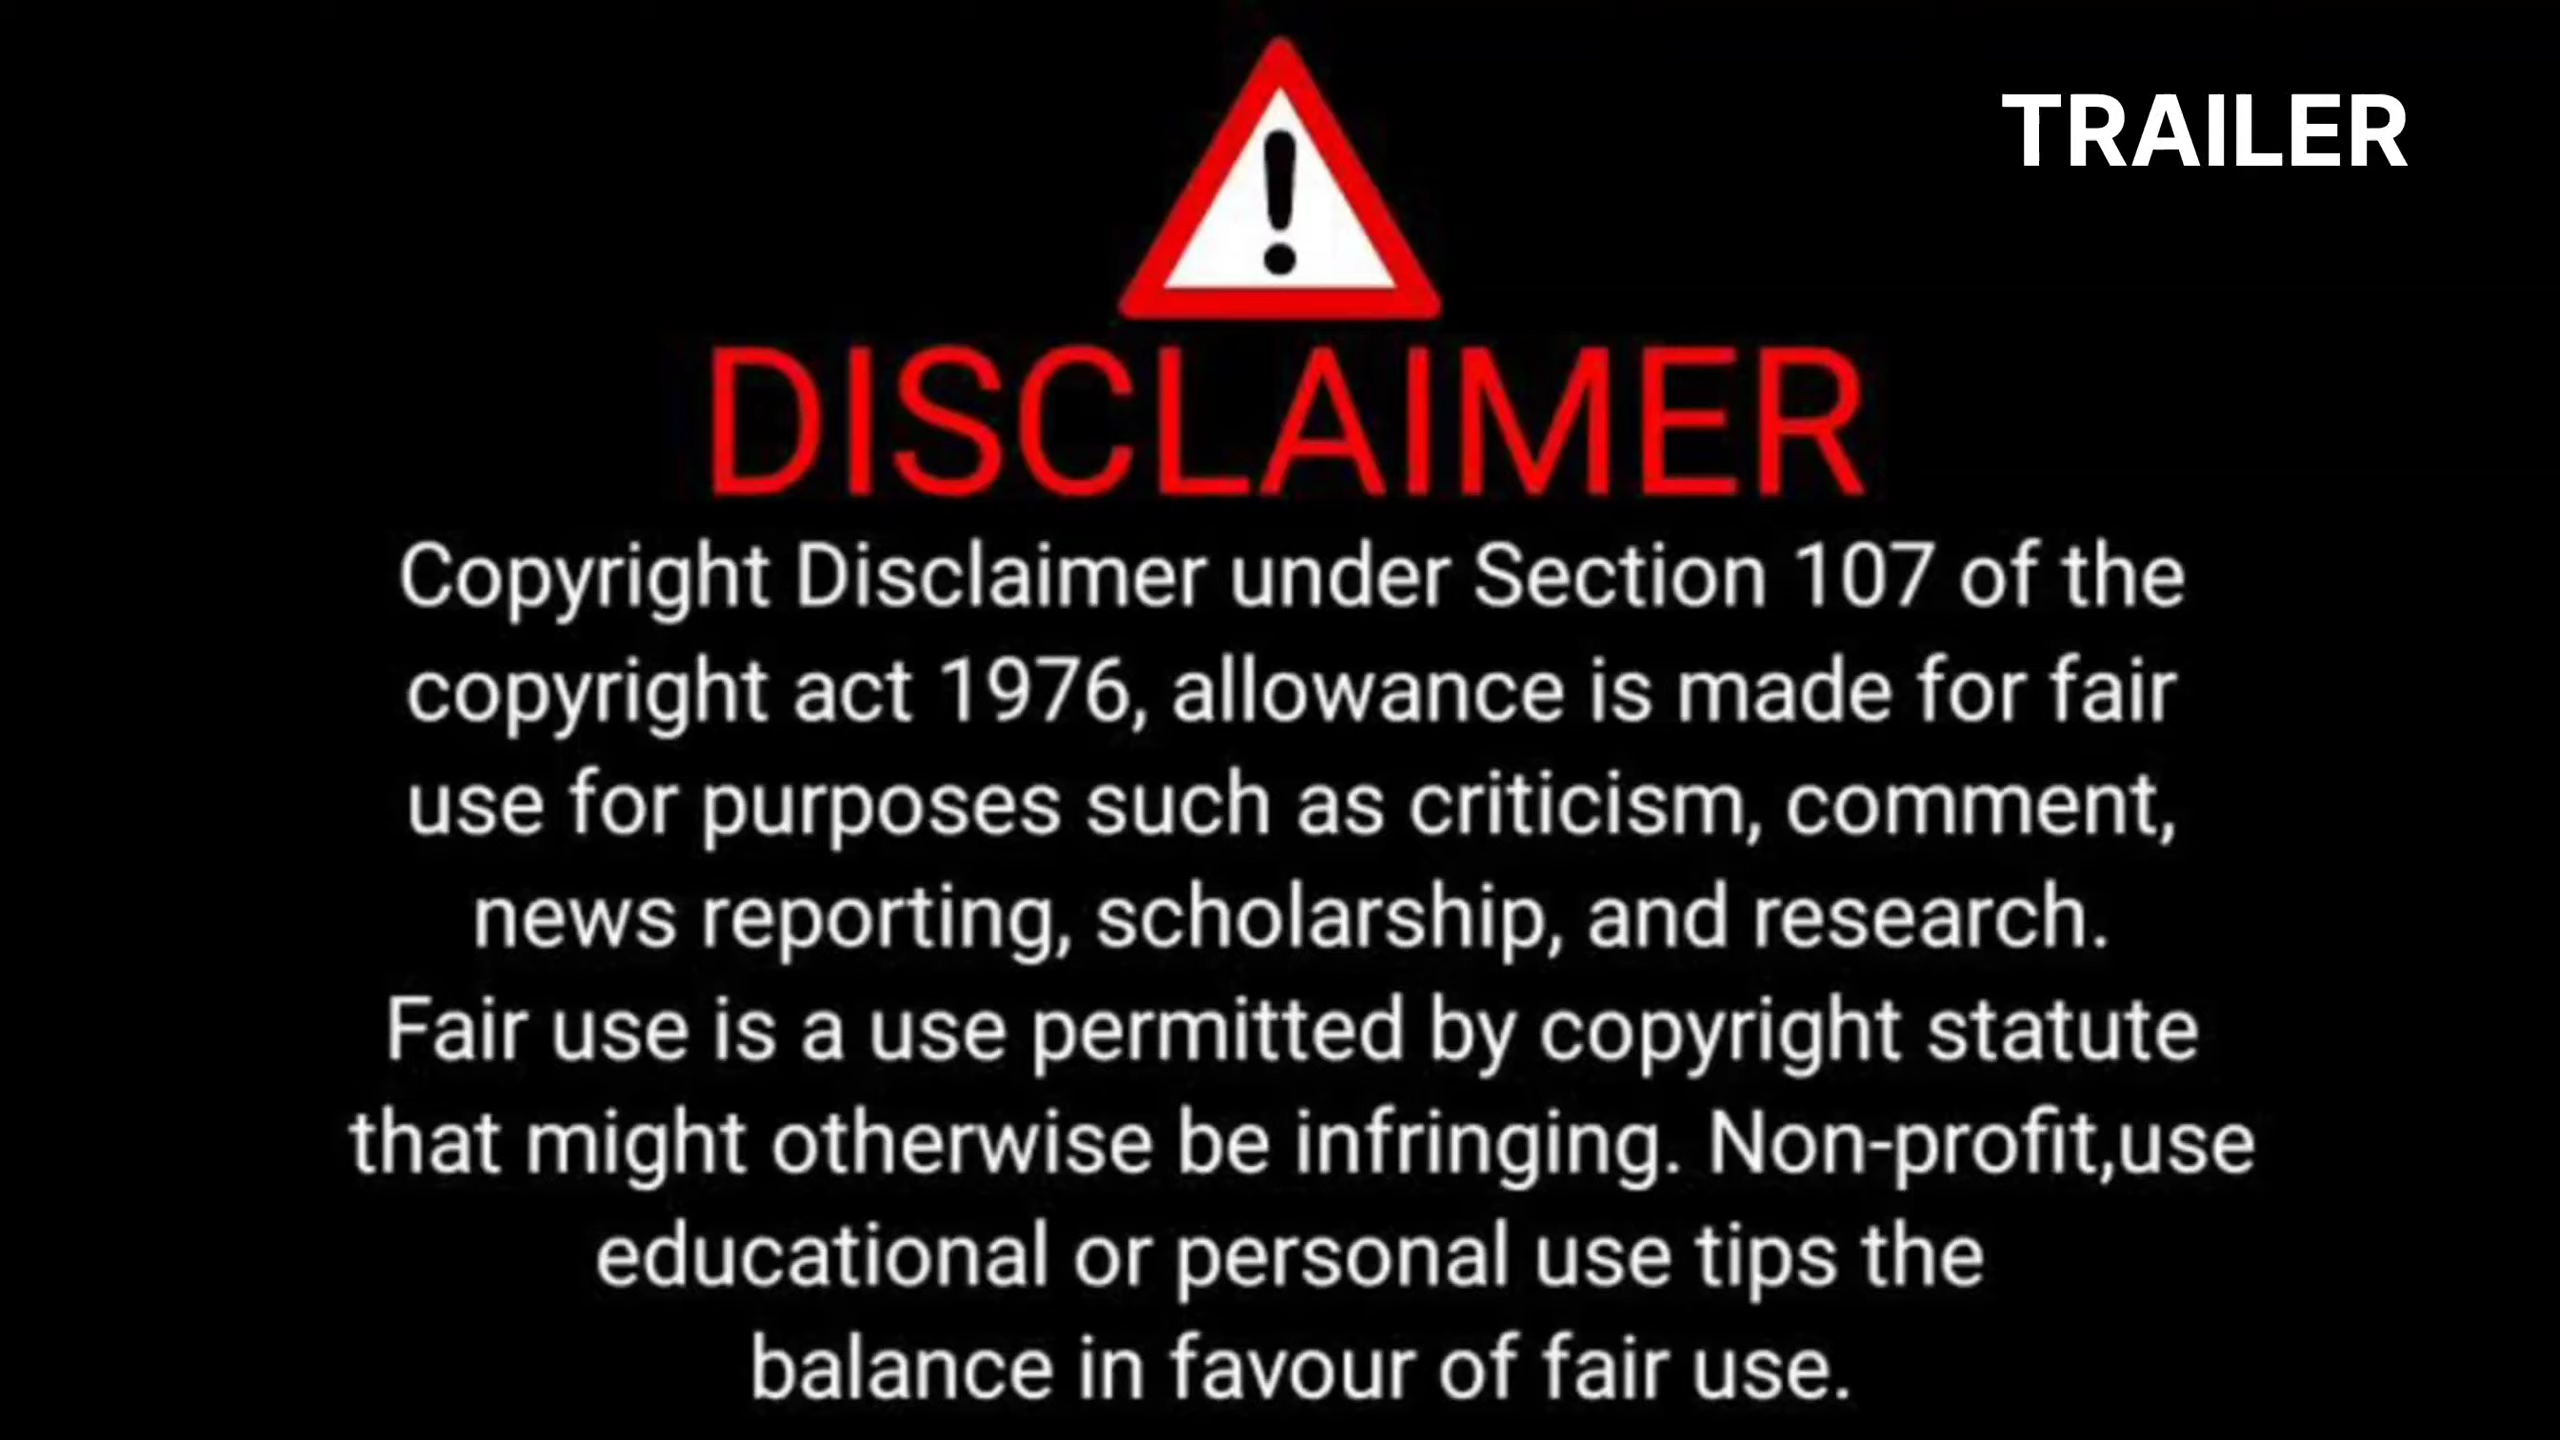 TRAILER
DISCLAIMER
Copyright Disclaimer under Section 107 of the
copyright act 1976, allowance is made for fair
use for purposes such as criticism, comment,
news reporting, scholarship, and research.
Fair use is a use permitted by copyright statute
that might otherwise be infringing. Non-profit,use
educational or personal use tips the
balance in favour of fair use.